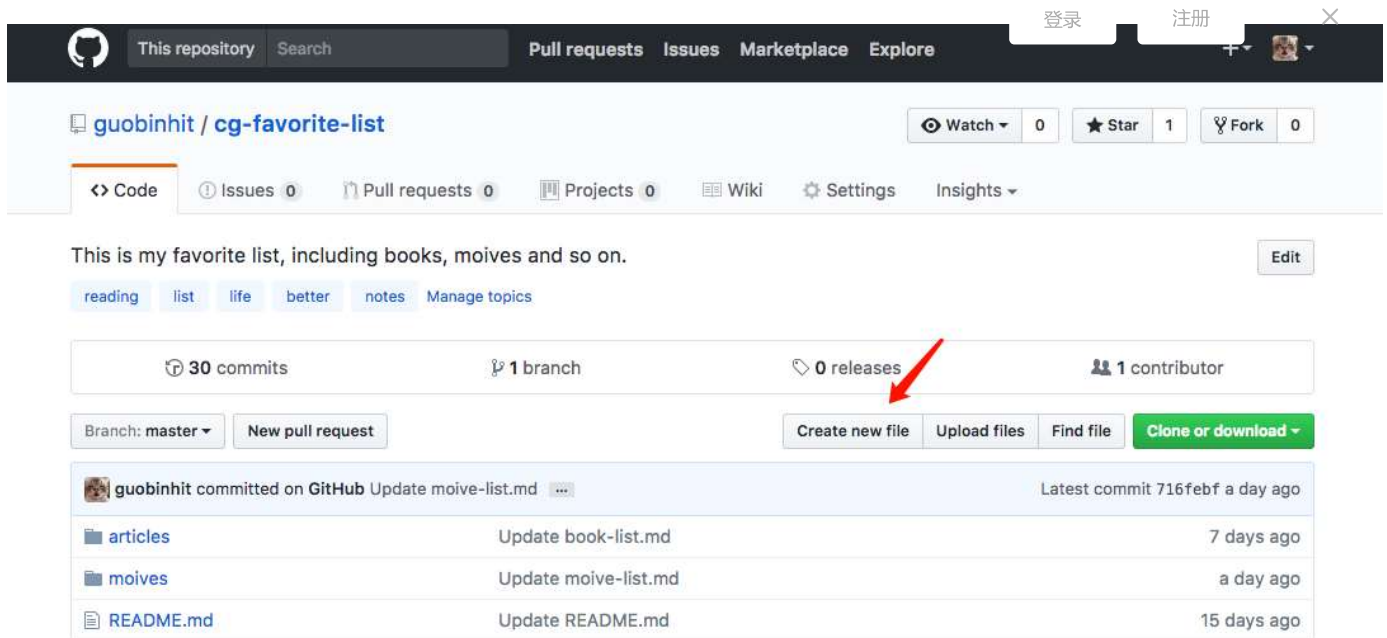 登录 注册
This repository Search Pull requests Issues Marketplace Explore
guobinhit / cg-favorite-list Watch 0 Star 1 Fork 0
Code Issues 0 Pull requests 0 Projects 0 Wiki Settings Insights
This is my favorite list, including books, moives and so on. Edit
reading list life better notes Manage topics
30 commits 1 branch 0 releases 1 contributor
Branch: master New pull request Create new file Upload files Find file Clone or download
guobinhit committed on GitHub Update moive-list.md ... Latest commit 716febf a day ago
articles Update book-list.md 7 days ago
moives Update moive-list.md a day ago
README.md Update README.md 15 days ago